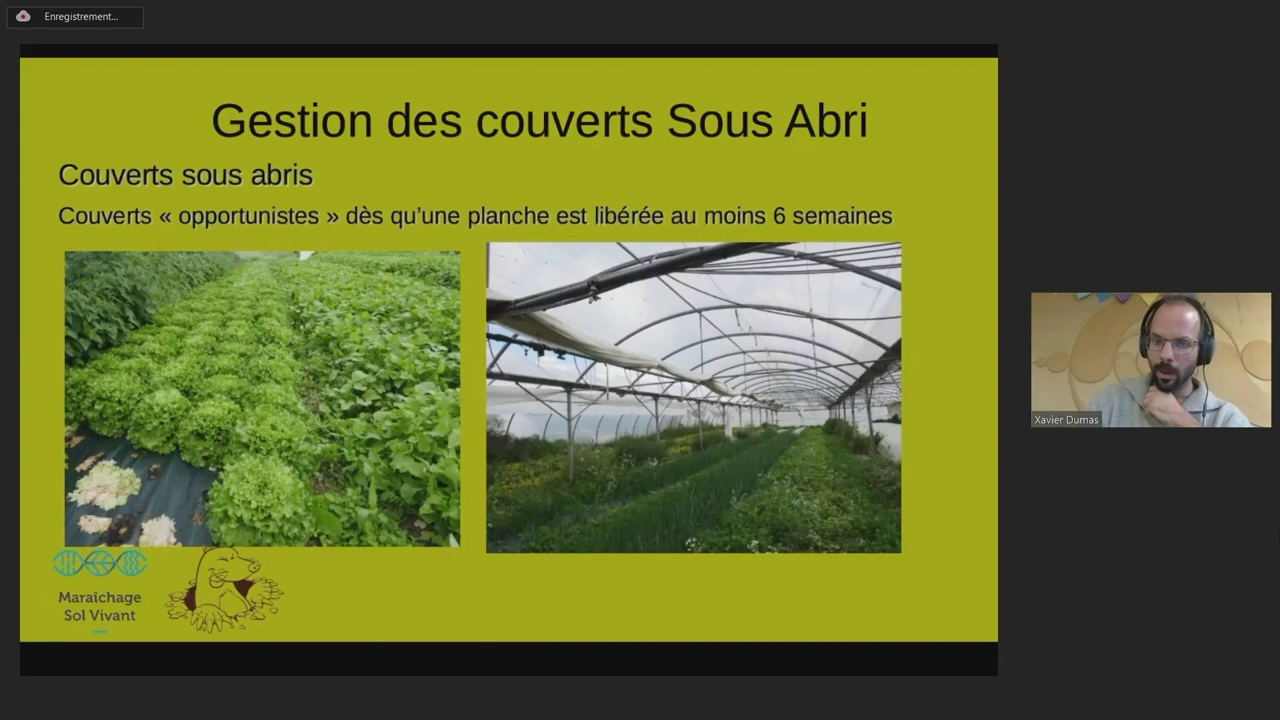 Enregistrement...
Gestion des couverts Sous Abri
Couverts sous abris
Couverts « opportunistes » dès qu'une planche est libérée au moins 6 semaines
Maraîchage
Sol Vivant
Xavier Dumas